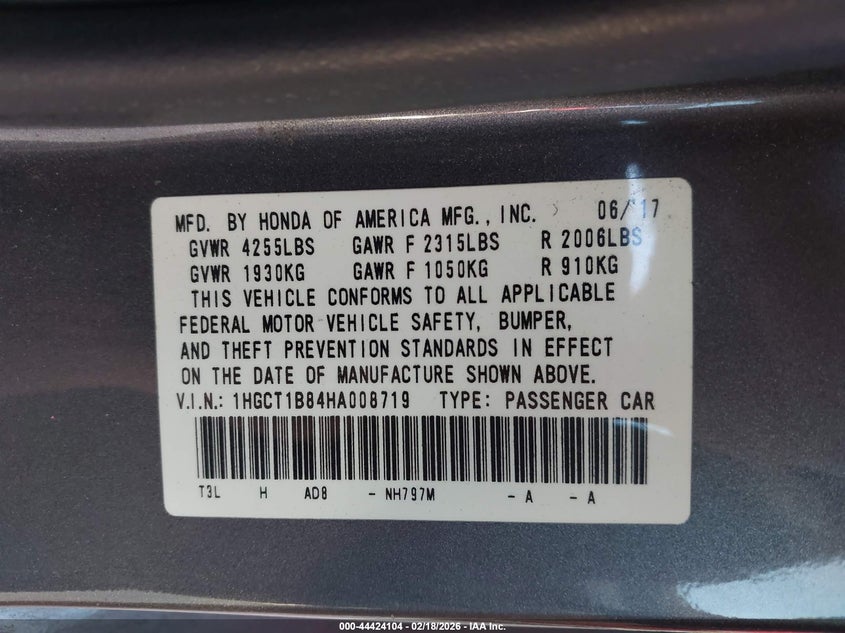 MFD. BY HONDA OF AMERICA MFG., INC. 06/17
GVWR 4255LBS GAWR F 2315LBS R 2006LBS
GVWR 1930KG GAWR F 1050KG R 910KG
THIS VEHICLE CONFORMS TO ALL APPLICABLE
FEDERAL MOTOR VEHICLE SAFETY, BUMPER,
AND THEFT PREVENTION STANDARDS IN EFFECT
ON THE DATE OF MANUFACTURE SHOWN ABOVE.
V.I.N.: 1HGCT1B84HA008719 TYPE: PASSENGER CAR
T3L H AD8 - NH797M - A - A
000-44424104 - 02/18/2026 - IAA Inc.